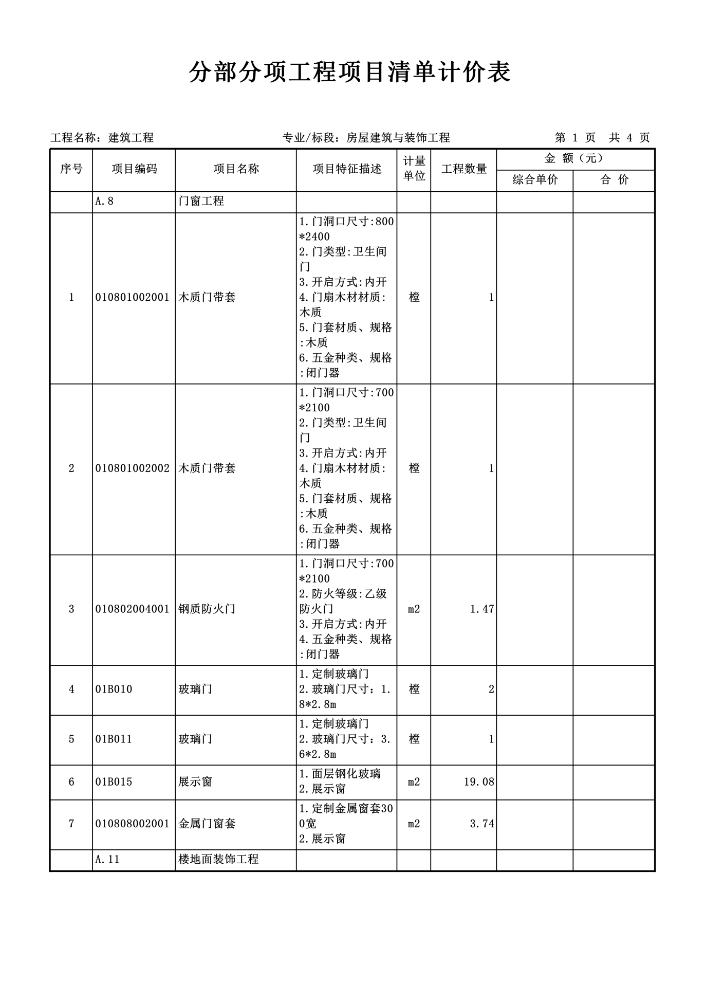 分部分项工程项目清单计价表
工程名称：建筑工程 专业/标段：房屋建筑与装饰工程 第 1 页 共 4 页
序号 项目编码 项目名称 项目特征描述 计量单位 工程数量 金 额（元）
综合单价 合 价
A.8 门窗工程
1 010801002001 木质门带套
1.门洞口尺寸:800
*2400
2.门类型:卫生间
门
3.开启方式:内开
4.门扇木材材质:
木质
5.门套材质、规格
:木质
6.五金种类、规格
:闭门器
樘 1
2 010801002002 木质门带套
1.门洞口尺寸:700
*2100
2.门类型:卫生间
门
3.开启方式:内开
4.门扇木材材质:
木质
5.门套材质、规格
:木质
6.五金种类、规格
:闭门器
樘 1
3 010802004001 钢质防火门
1.门洞口尺寸:700
*2100
2.防火等级:乙级
防火门
3.开启方式:内开
4.五金种类、规格
:闭门器
m2 1.47
4 01B010 玻璃门
1.定制玻璃门
2.玻璃门尺寸：1.
8*2.8m
樘 2
5 01B011 玻璃门
1.定制玻璃门
2.玻璃门尺寸：3.
6*2.8m
樘 1
6 01B015 展示窗
1.面层钢化玻璃
2.展示窗
m2 19.08
7 010808002001 金属门窗套
1.定制金属窗套30
0宽
2.展示窗
m2 3.74
A.11 楼地面装饰工程